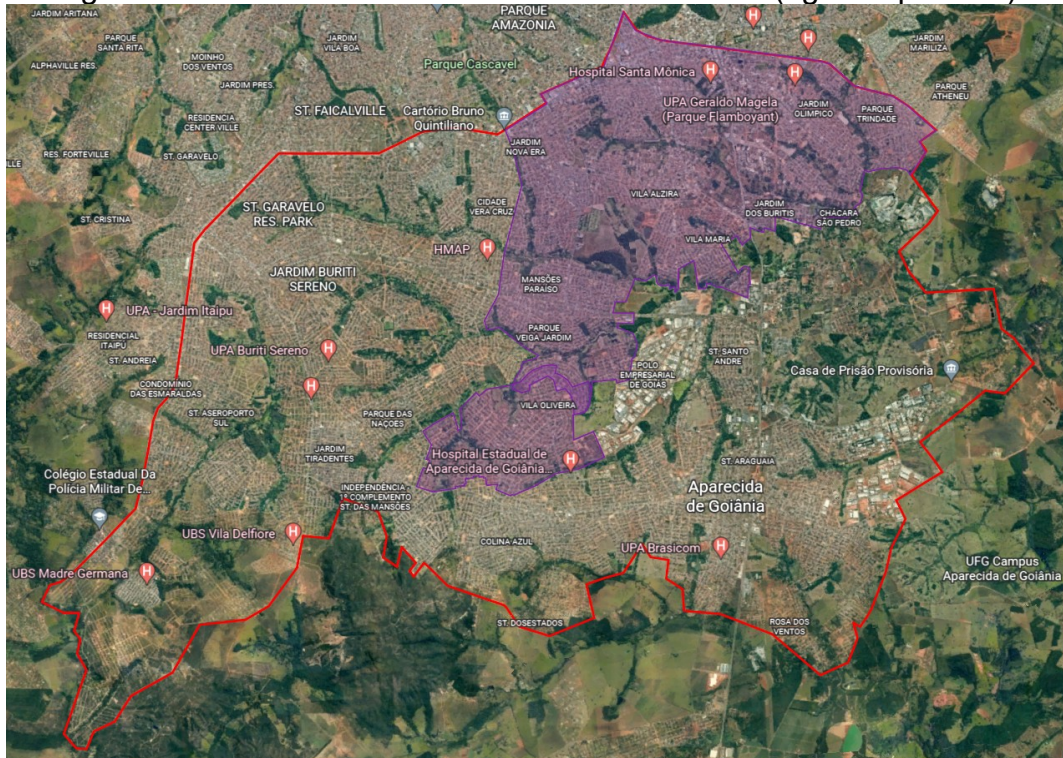 JARDIM ARITANA
PARQUE
AMAZONIA
PARQUE
SANTA RITA
JARDIM
VILA BOA
JARDIM
MARILIZA
MOINHO
DOS VENTOS
ALPHAVILLE RES.
Parque Cascavel
Hospital Santa Mônica
JARDIM PRES.
PARQUE
ATHENEU
ST. FAICALVILLE
Cartório Bruno
Quintiliano
UPA Geraldo Magela
(Parque Flamboyant)
JARDIM
OLIMPICO
PARQUE
TRINDADE
RESIDENCIA
CENTER VILLE
JARDIM
NOVA ERA
RES. FORTEVILLE
ST. GARAVELO
VILLE
VILA ALZIRA
ST. GARAVELO
RES. PARK.
CIDADE
VERA CRUZ
JARDIM
DOS BURITIS
CHÁCARA
SÃO PEDRO
ST. CRISTINA
HMAP
VILA MARIA
JARDIM BURITI
SERENO
MANSÕES
PARAISO
UPA - Jardim Itaipu
PARQUE
VEIGA JARDIM
RESIDENCIAL
ITAIPU
UPA Buriti Sereno
ST. SANTO
ANDRE
ST. ANDREIA
POLO
EMPRESARIAL
DE GOIAS
Casa de Prisão Provisória
CONDOMINIO
DAS ESMARALDAS
VILA OLIVEIRA
ST. ASEROPORTO
SUL
PARQUE DAS
NAÇOES
JARDIM
TIRADENTES
Hospital Estadual de
Aparecida de Goiânia...
ST. ARAGUAIA
Colégio Estadual Da
Polícia Militar De...
INDEPENDÊNCIA
1º COMPLEMENTO
ST. DAS MANSÕES
Aparecida
de Goiânia
UBS Vila Delfiore
COLINA AZUL
UPA Brasicom
UFG Campus
Aparecida de Goiânia
UBS Madre Germana
ST. DOSESTADOS
ROSA DOS
VENTOS